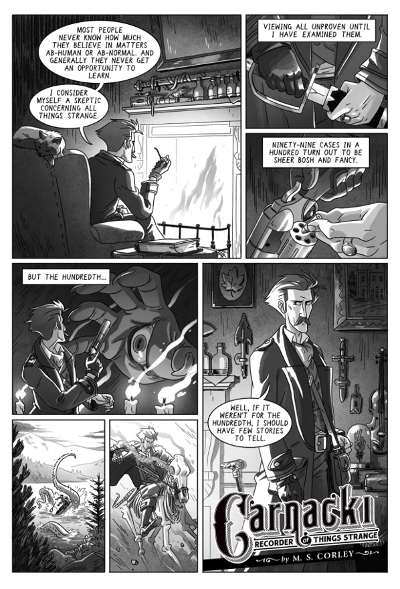 MOST PEOPLE
NEVER KNOW HOW MUCH
THEY BELIEVE IN MATTERS
AB-HUMAN OR AB-NORMAL. AND
GENERALLY THEY NEVER GET
AN OPPORTUNITY TO
LEARN.
I CONSIDER
MYSELF A SKEPTIC
CONCERNING ALL
THINGS STRANGE.
VIEWING ALL UNPROVEN UNTIL
I HAVE EXAMINED THEM.
NINETY-NINE CASES IN A
HUNDRED TURN OUT TO BE
SHEER BOSH AND FANCY.
BUT THE HUNDREDTH...
WELL, IF IT
WEREN'T FOR THE
HUNDREDTH, I SHOULD
HAVE FEW STORIES
TO TELL.
Carnacki
RECORDER OF THINGS STRANGE
by M. S. CORLEY